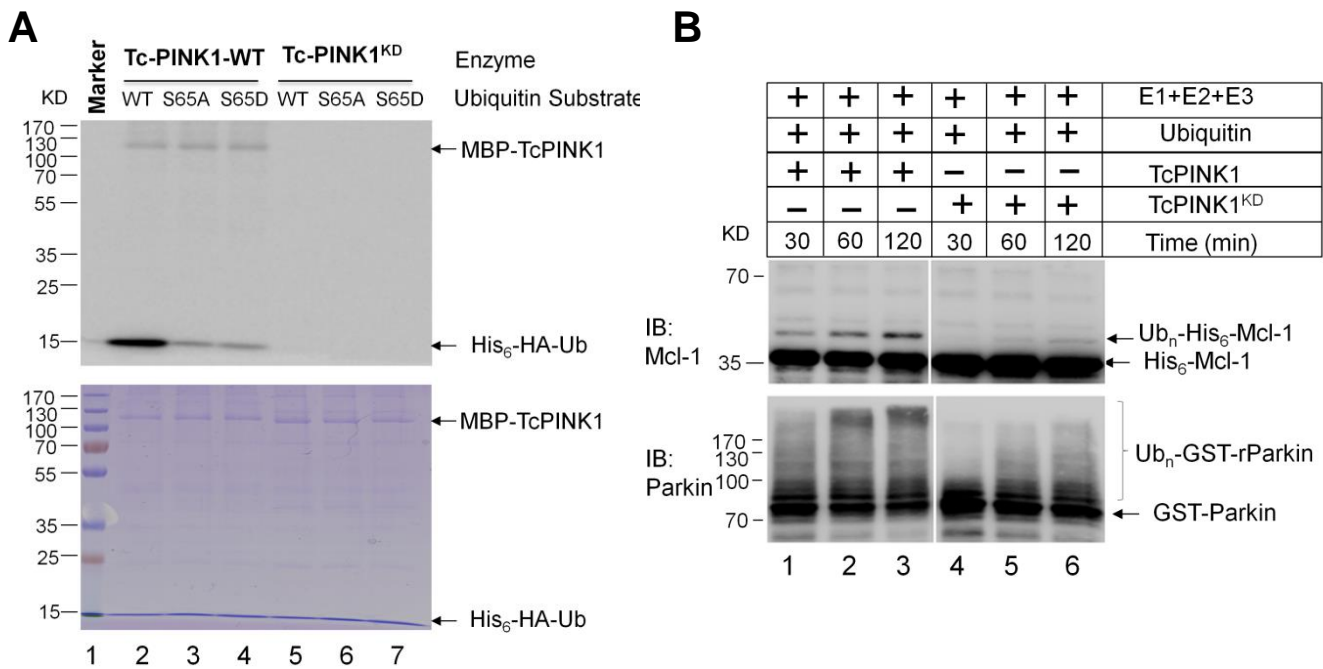 A
Marker
Tc-PINK1-WT Tc-PINK1ᴷᴰ Enzyme
KD WT S65A S65D WT S65A S65D Ubiquitin Substrate
170
130
100
70
55
35
25
15
MBP-TcPINK1
His₆-HA-Ub
170
130
100
70
55
35
25
15
MBP-TcPINK1
His₆-HA-Ub
1 2 3 4 5 6 7
B
+ + + + + + E1+E2+E3
+ + + + + + Ubiquitin
+ + + − − − TcPINK1
− − − + + + TcPINK1ᴷᴰ
KD 30 60 120 30 60 120 Time (min)
70
IB:
Mcl-1
35
Ubₙ-His₆-Mcl-1
His₆-Mcl-1
IB:
Parkin
170
130
100
70
Ubₙ-GST-rParkin
GST-Parkin
1 2 3 4 5 6